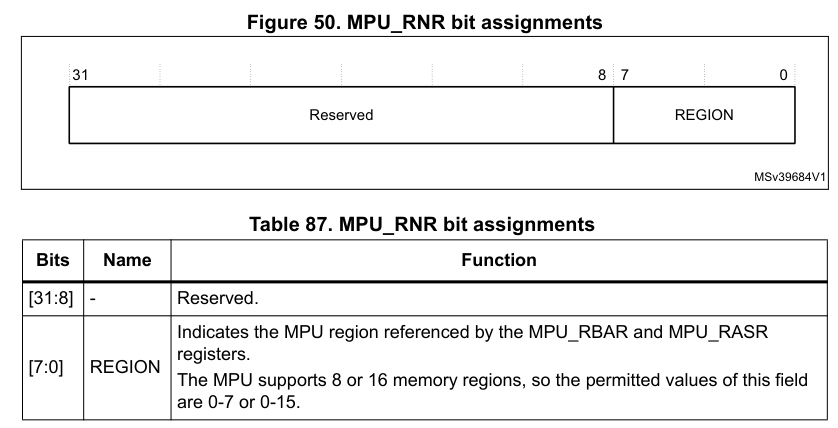 Figure 50. MPU_RNR bit assignments
31 8 7 0
Reserved REGION
MSv39684V1
Table 87. MPU_RNR bit assignments
Bits Name Function
[31:8] - Reserved.
[7:0] REGION Indicates the MPU region referenced by the MPU_RBAR and MPU_RASR
registers.
The MPU supports 8 or 16 memory regions, so the permitted values of this field
are 0-7 or 0-15.